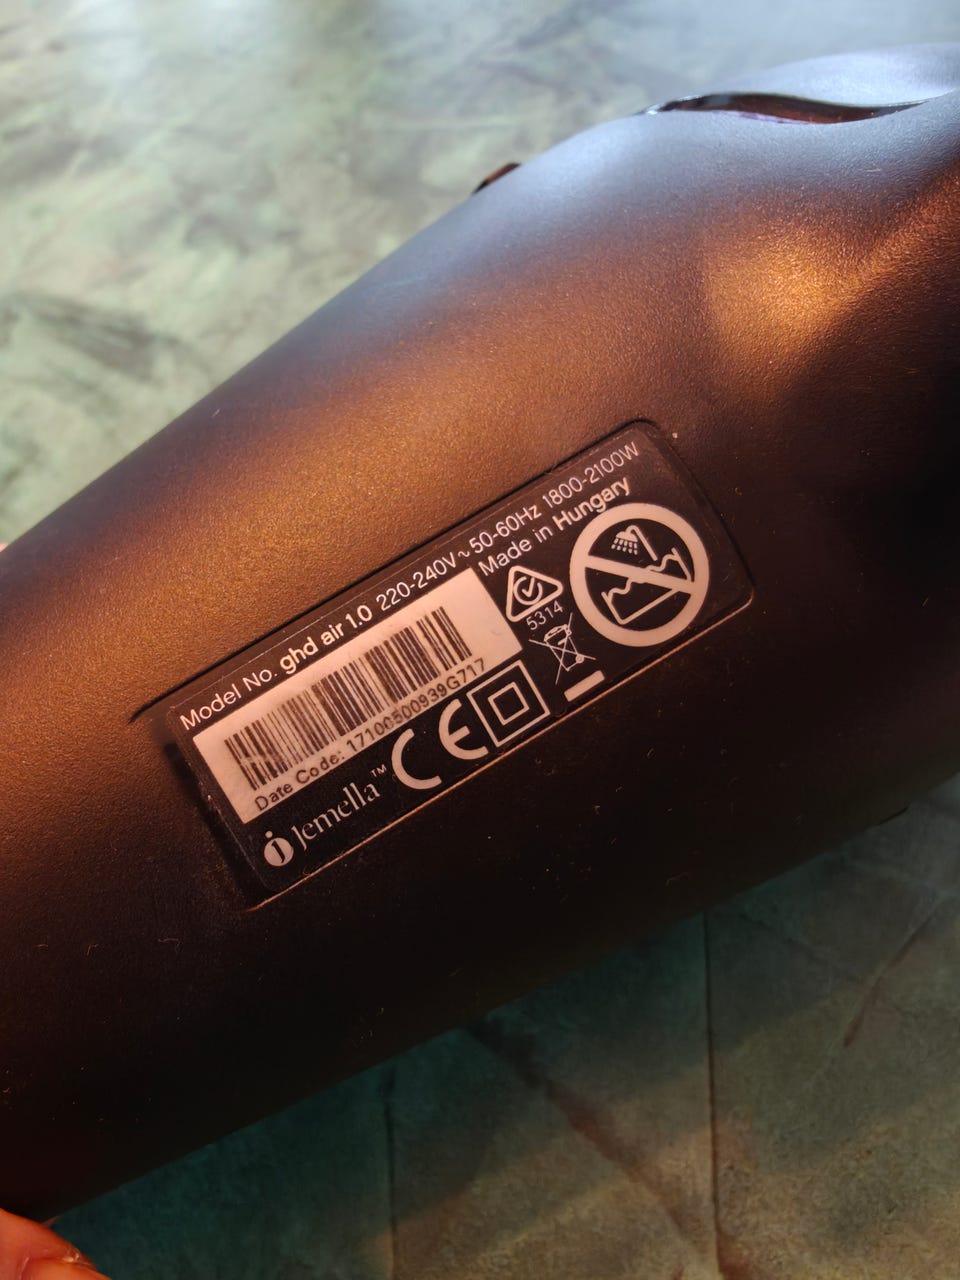 Model No. ghd air 1.0 220-240V~50-60Hz 1800-2100W
Made in Hungary
5314
Date Code: 17100500939G717
j Jemella™ CE